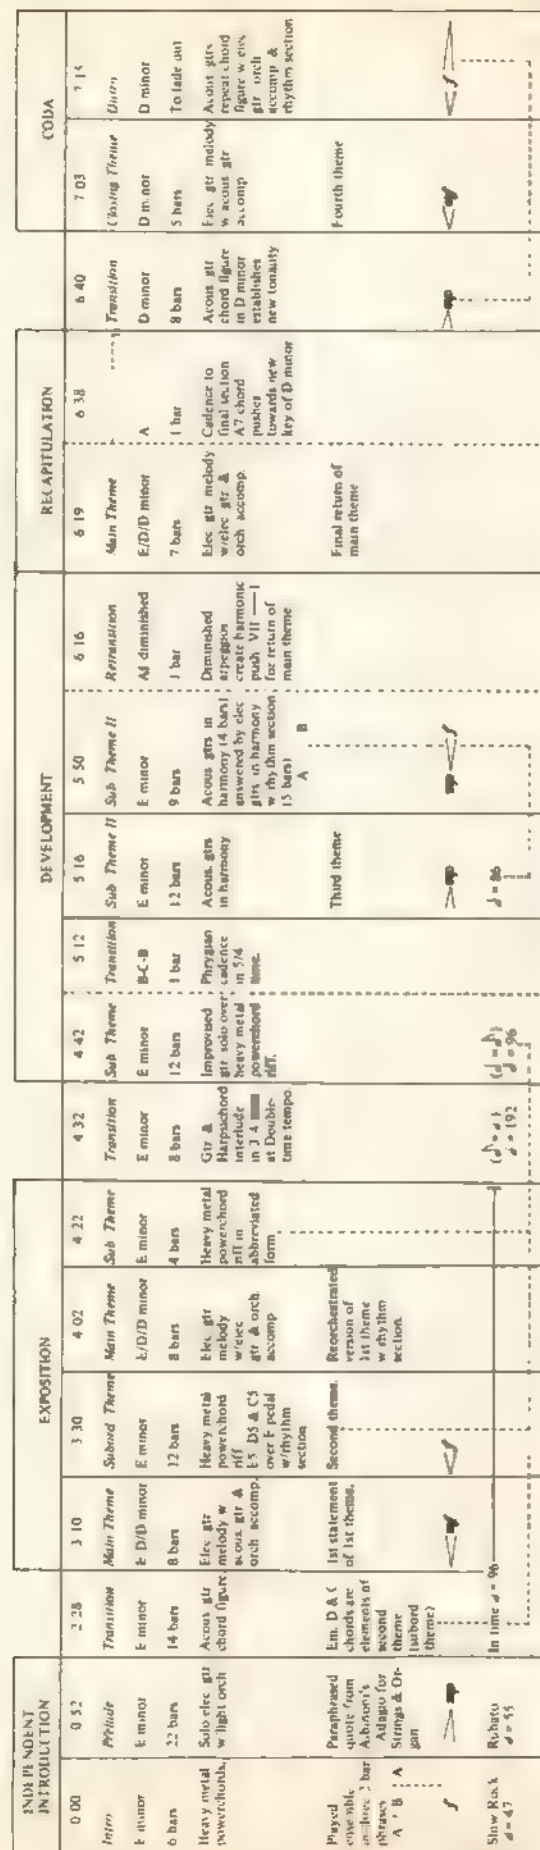 INDEPENDENT
INTRODUCTION
0 00
Intro
E minor
6 bars
Heavy metal
powerchords.
Played
ensemble
in three 3 bar
phrases
A B A
Slow Rock
= 47
0 52
Prelude
E minor
22 bars
Solo elec gtr
w light orch
Paraphrased
quote from
Albinoni's
Adagio for
Strings & Or-
gan
Rubato
= 55
2 28
Transition
E minor
14 bars
Acous gtr
chord figure.
Em, D & C
chords are
elements of
second
theme
(subord
theme)
In time = 96
EXPOSITION
3 10
Main Theme
E D/D minor
8 bars
Elec gtr
melody w
acous gtr &
orch accomp.
1st statement
of 1st theme.
3 30
Subord Theme
E minor
12 bars
Heavy metal
powerchord
riff
E5 D5 & C5
over E pedal
w/rhythm
section
Second theme.
4 02
Main Theme
E/D/D minor
8 bars
Elec gtr
melody
w/elec
gtr & orch.
accomp
Reorchestrated
version of
1st theme
w rhythm
section.
4 22
Sub Theme
E minor
4 bars
Heavy metal
powerchord
riff in
abbreviated
form
4 32
Transition
E minor
8 bars
Gtr &
Harpsichord
interlude
in 3 4
at Double-
time tempo.
= 192
DEVELOPMENT
4 42
Sub Theme
E minor
12 bars
Improvised
gtr solo over
heavy metal
powerchord
riff.
= 96
5 12
Transition
B-C-B
1 bar
Phrygian
cadence
in 5/4
time.
5 16
Sub Theme II
E minor
12 bars
Acous. gtrs
in harmony
Third theme
= 86
5 50
Sub Theme II
E minor
9 bars
Acous gtrs in
harmony (4 bars)
answered by elec
gtrs in harmony
w rhythm section
(5 bars)
A B
6 16
Retransition
A# diminished
1 bar
Diminished
arpeggios
create harmonic
push VII — I
for return of
main theme
RECAPITULATION
6 19
Main Theme
E/D/D minor
7 bars
Elec gtr melody
w/elec gtr &
orch accomp.
Final return of
main theme
6 38
A
1 bar
Cadence to
final section
A7 chord
pushes
towards new
key of D minor
6 40
Transition
D minor
8 bars
Acous gtr
chord figure
in D minor
establishes
new tonality
CODA
7 03
Closing Theme
D minor
5 bars
Elec gtr melody
w acous gtr
accomp
Fourth theme
7 15
D minor
To fade out
Acous gtrs
repeat chord
figure w elec
gtr orch
accomp &
rhythm section